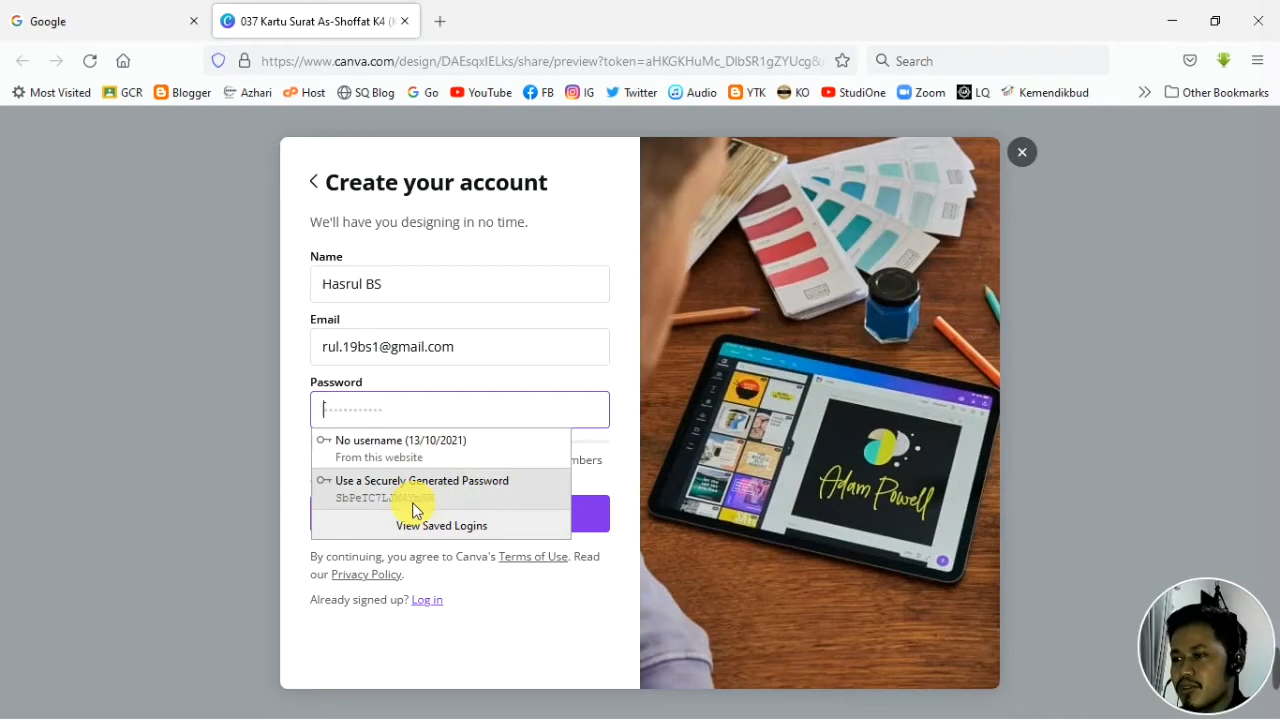 Google
037 Kartu Surat As-Shoffat K4 (K
https://www.canva.com/design/DAEsqxIELks/share/preview?token=aHKGKHuMc_DlbSR1gZYUcg&u
Search
Most Visited
GCR
Blogger
Azhari
Host
SQ Blog
Go
YouTube
FB
IG
Twitter
Audio
YTK
KO
StudiOne
Zoom
LQ
Kemendikbud
Other Bookmarks
Create your account
We'll have you designing in no time.
Name
Hasrul BS
Email
rul.19bs1@gmail.com
Password
No username (13/10/2021)
From this website
mbers
Use a Securely Generated Password
View Saved Logins
By continuing, you agree to Canva's Terms of Use. Read
our Privacy Policy.
Already signed up? Log in
Adam Powell